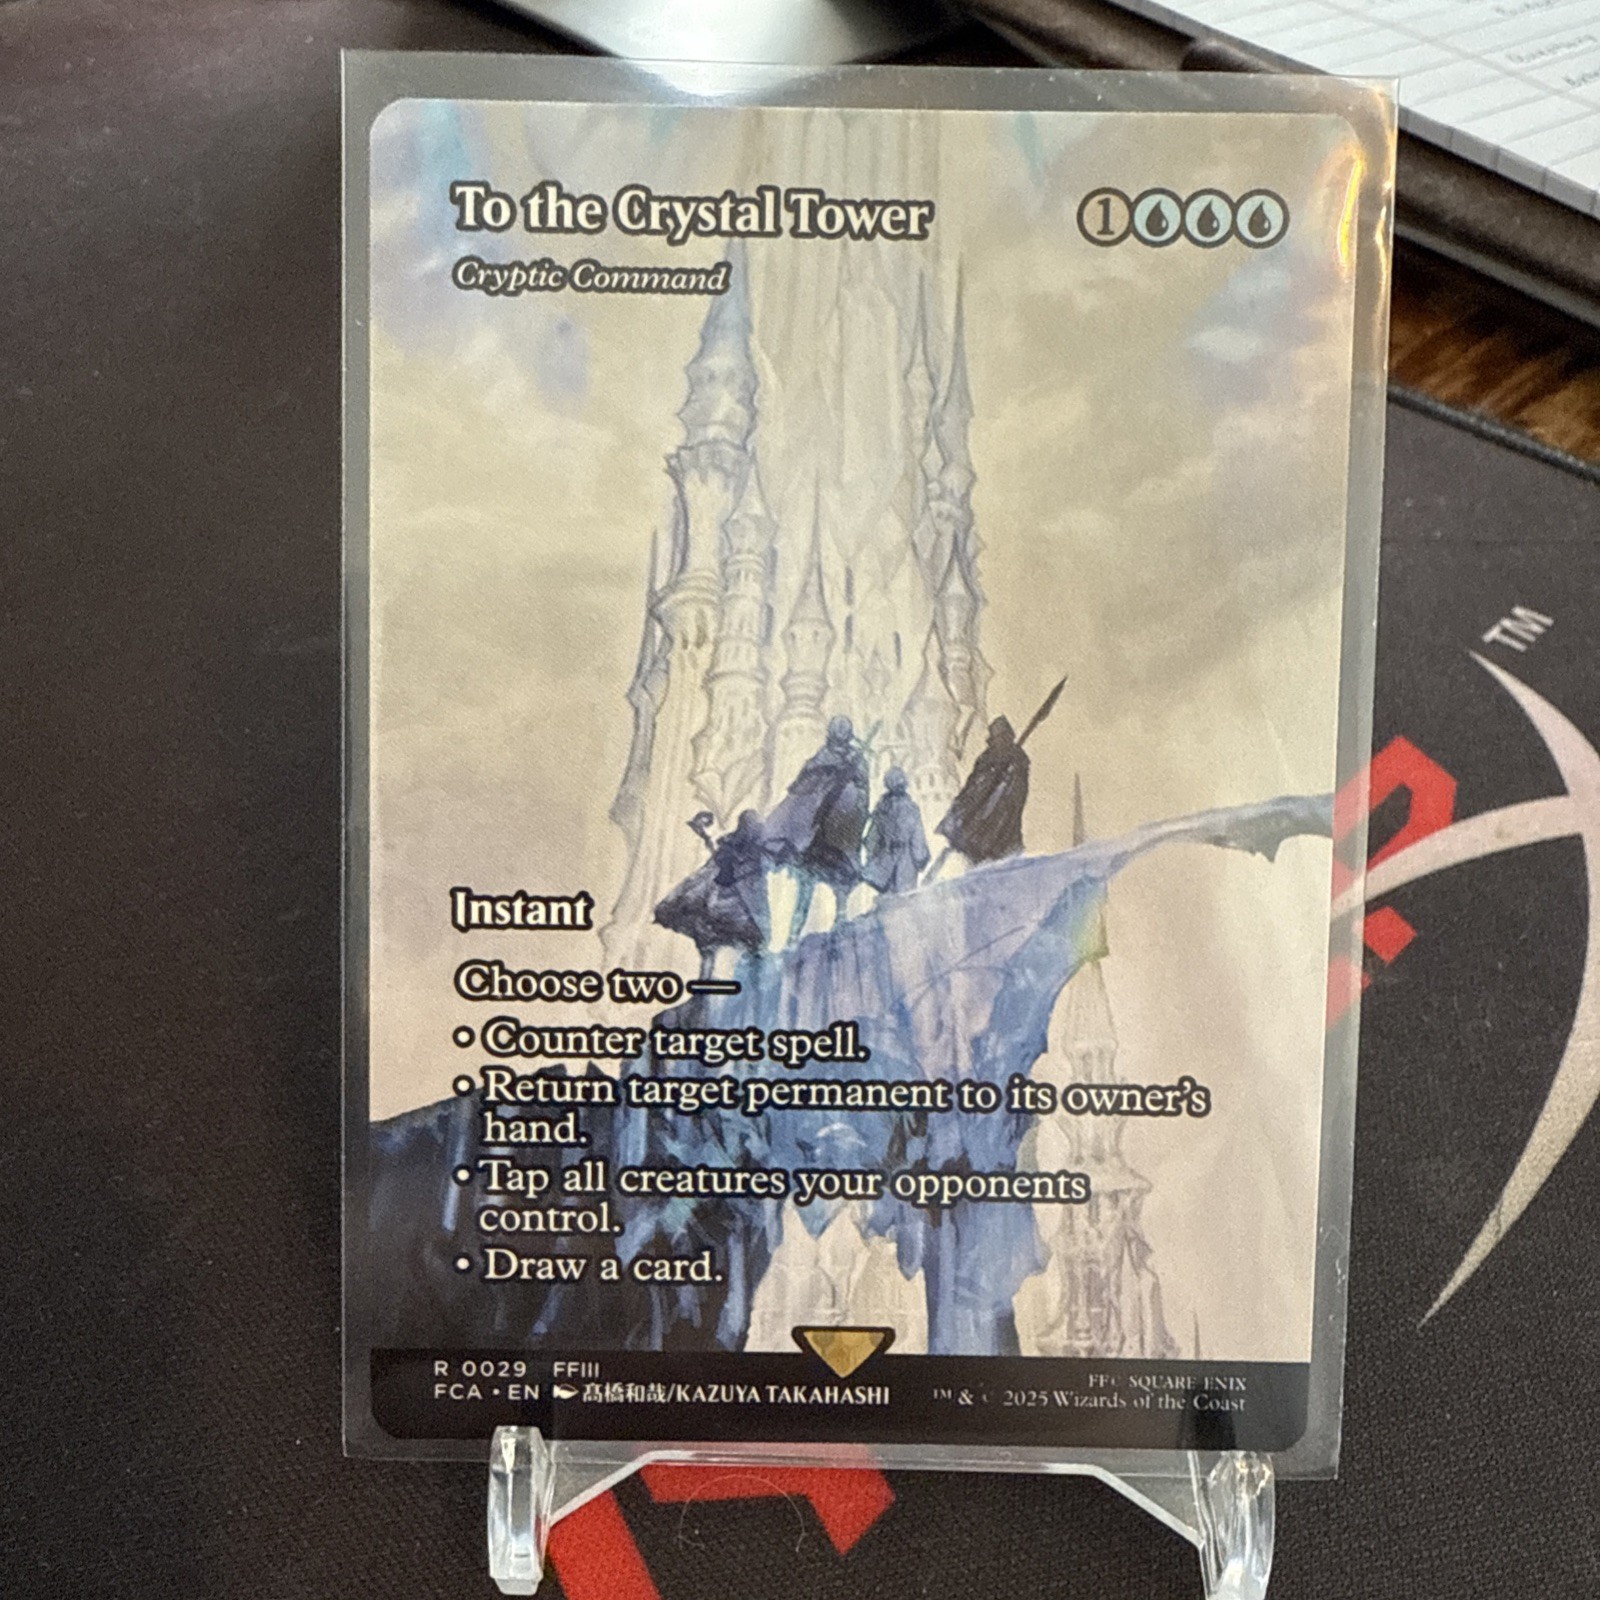 To the Crystal Tower 1
Cryptic Command
TM
Instant
Choose two —
• Counter target spell.
• Return target permanent to its owner's
hand.
• Tap all creatures your opponents
control.
• Draw a card.
R 0029 FFIII
FCA • EN 髙橋和哉/KAZUYA TAKAHASHI
FF© SQUARE ENIX
™ & © 2025 Wizards of the Coast